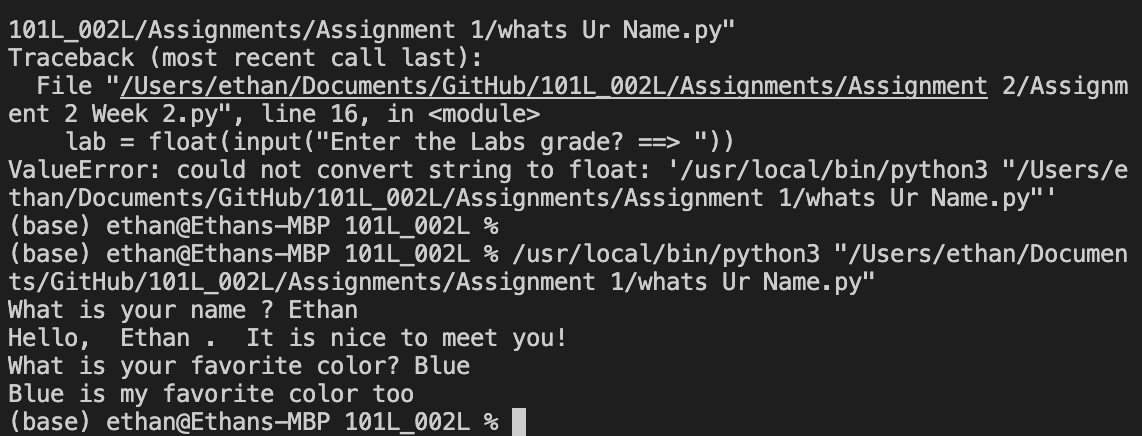 101L_002L/Assignments/Assignment 1/whats Ur Name.py"
Traceback (most recent call last):
  File "/Users/ethan/Documents/GitHub/101L_002L/Assignments/Assignment 2/Assignm
ent 2 Week 2.py", line 16, in <module>
    lab = float(input("Enter the Labs grade? ==> "))
ValueError: could not convert string to float: '/usr/local/bin/python3 "/Users/e
than/Documents/GitHub/101L_002L/Assignments/Assignment 1/whats Ur Name.py"'
(base) ethan@Ethans-MBP 101L_002L %
(base) ethan@Ethans-MBP 101L_002L % /usr/local/bin/python3 "/Users/ethan/Documen
ts/GitHub/101L_002L/Assignments/Assignment 1/whats Ur Name.py"
What is your name ? Ethan
Hello,  Ethan .  It is nice to meet you!
What is your favorite color? Blue
Blue is my favorite color too
(base) ethan@Ethans-MBP 101L_002L %